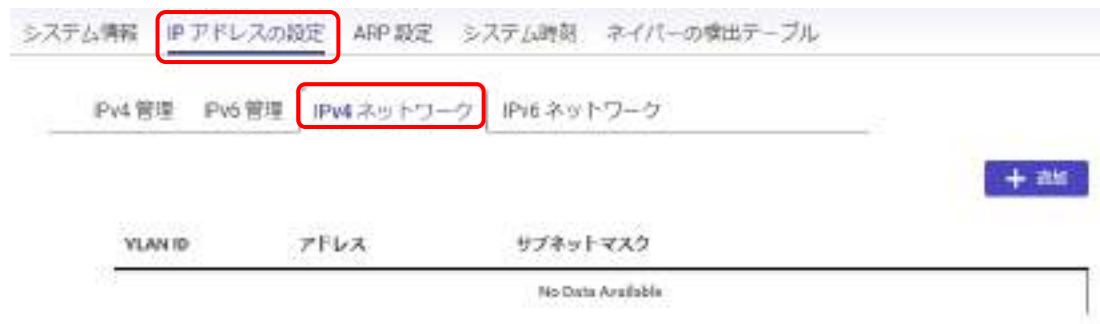 システム情報 IP アドレスの設定 ARP 設定 システム時刻 ネイバーの検出テーブル
IPv4 管理 IPv6 管理 IPv4 ネットワーク IPv6 ネットワーク
+ 追加
VLAN ID アドレス サブネットマスク
No Data Available